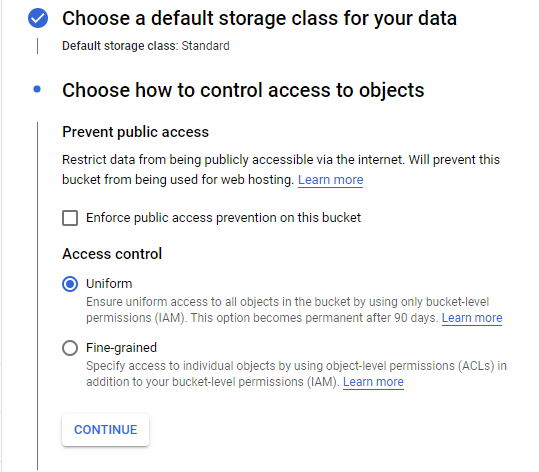 Choose a default storage class for your data
Default storage class: Standard
Choose how to control access to objects
Prevent public access
Restrict data from being publicly accessible via the internet. Will prevent this
bucket from being used for web hosting. Learn more
Enforce public access prevention on this bucket
Access control
Uniform
Ensure uniform access to all objects in the bucket by using only bucket-level
permissions (IAM). This option becomes permanent after 90 days. Learn more
Fine-grained
Specify access to individual objects by using object-level permissions (ACLs) in
addition to your bucket-level permissions (IAM). Learn more
CONTINUE